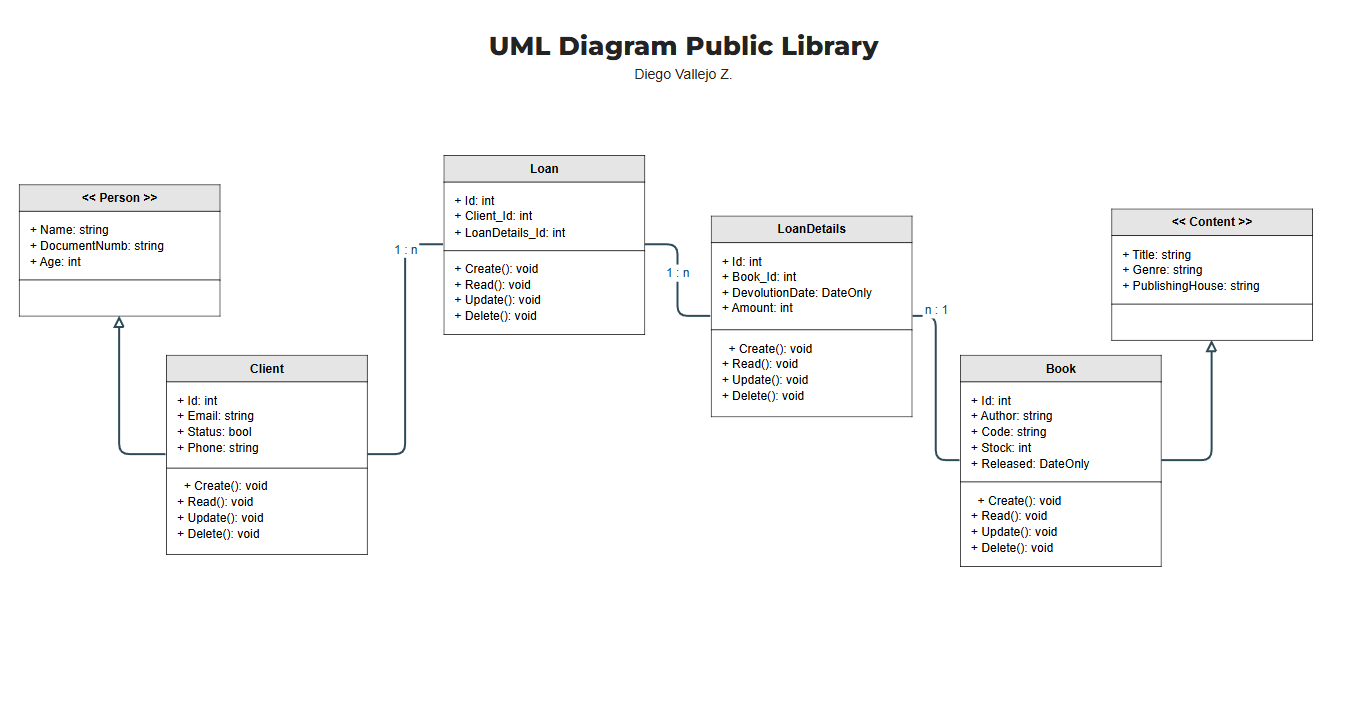 UML Diagram Public Library
Diego Vallejo Z.
<< Person >>
+ Name: string
+ DocumentNumb: string
+ Age: int
Client
+ Id: int
+ Email: string
+ Status: bool
+ Phone: string
+ Create(): void
+ Read(): void
+ Update(): void
+ Delete(): void
1 : n
Loan
+ Id: int
+ Client_Id: int
+ LoanDetails_Id: int
+ Create(): void
+ Read(): void
+ Update(): void
+ Delete(): void
1 : n
LoanDetails
+ Id: int
+ Book_Id: int
+ DevolutionDate: DateOnly
+ Amount: int
+ Create(): void
+ Read(): void
+ Update(): void
+ Delete(): void
n : 1
Book
+ Id: int
+ Author: string
+ Code: string
+ Stock: int
+ Released: DateOnly
+ Create(): void
+ Read(): void
+ Update(): void
+ Delete(): void
<< Content >>
+ Title: string
+ Genre: string
+ PublishingHouse: string